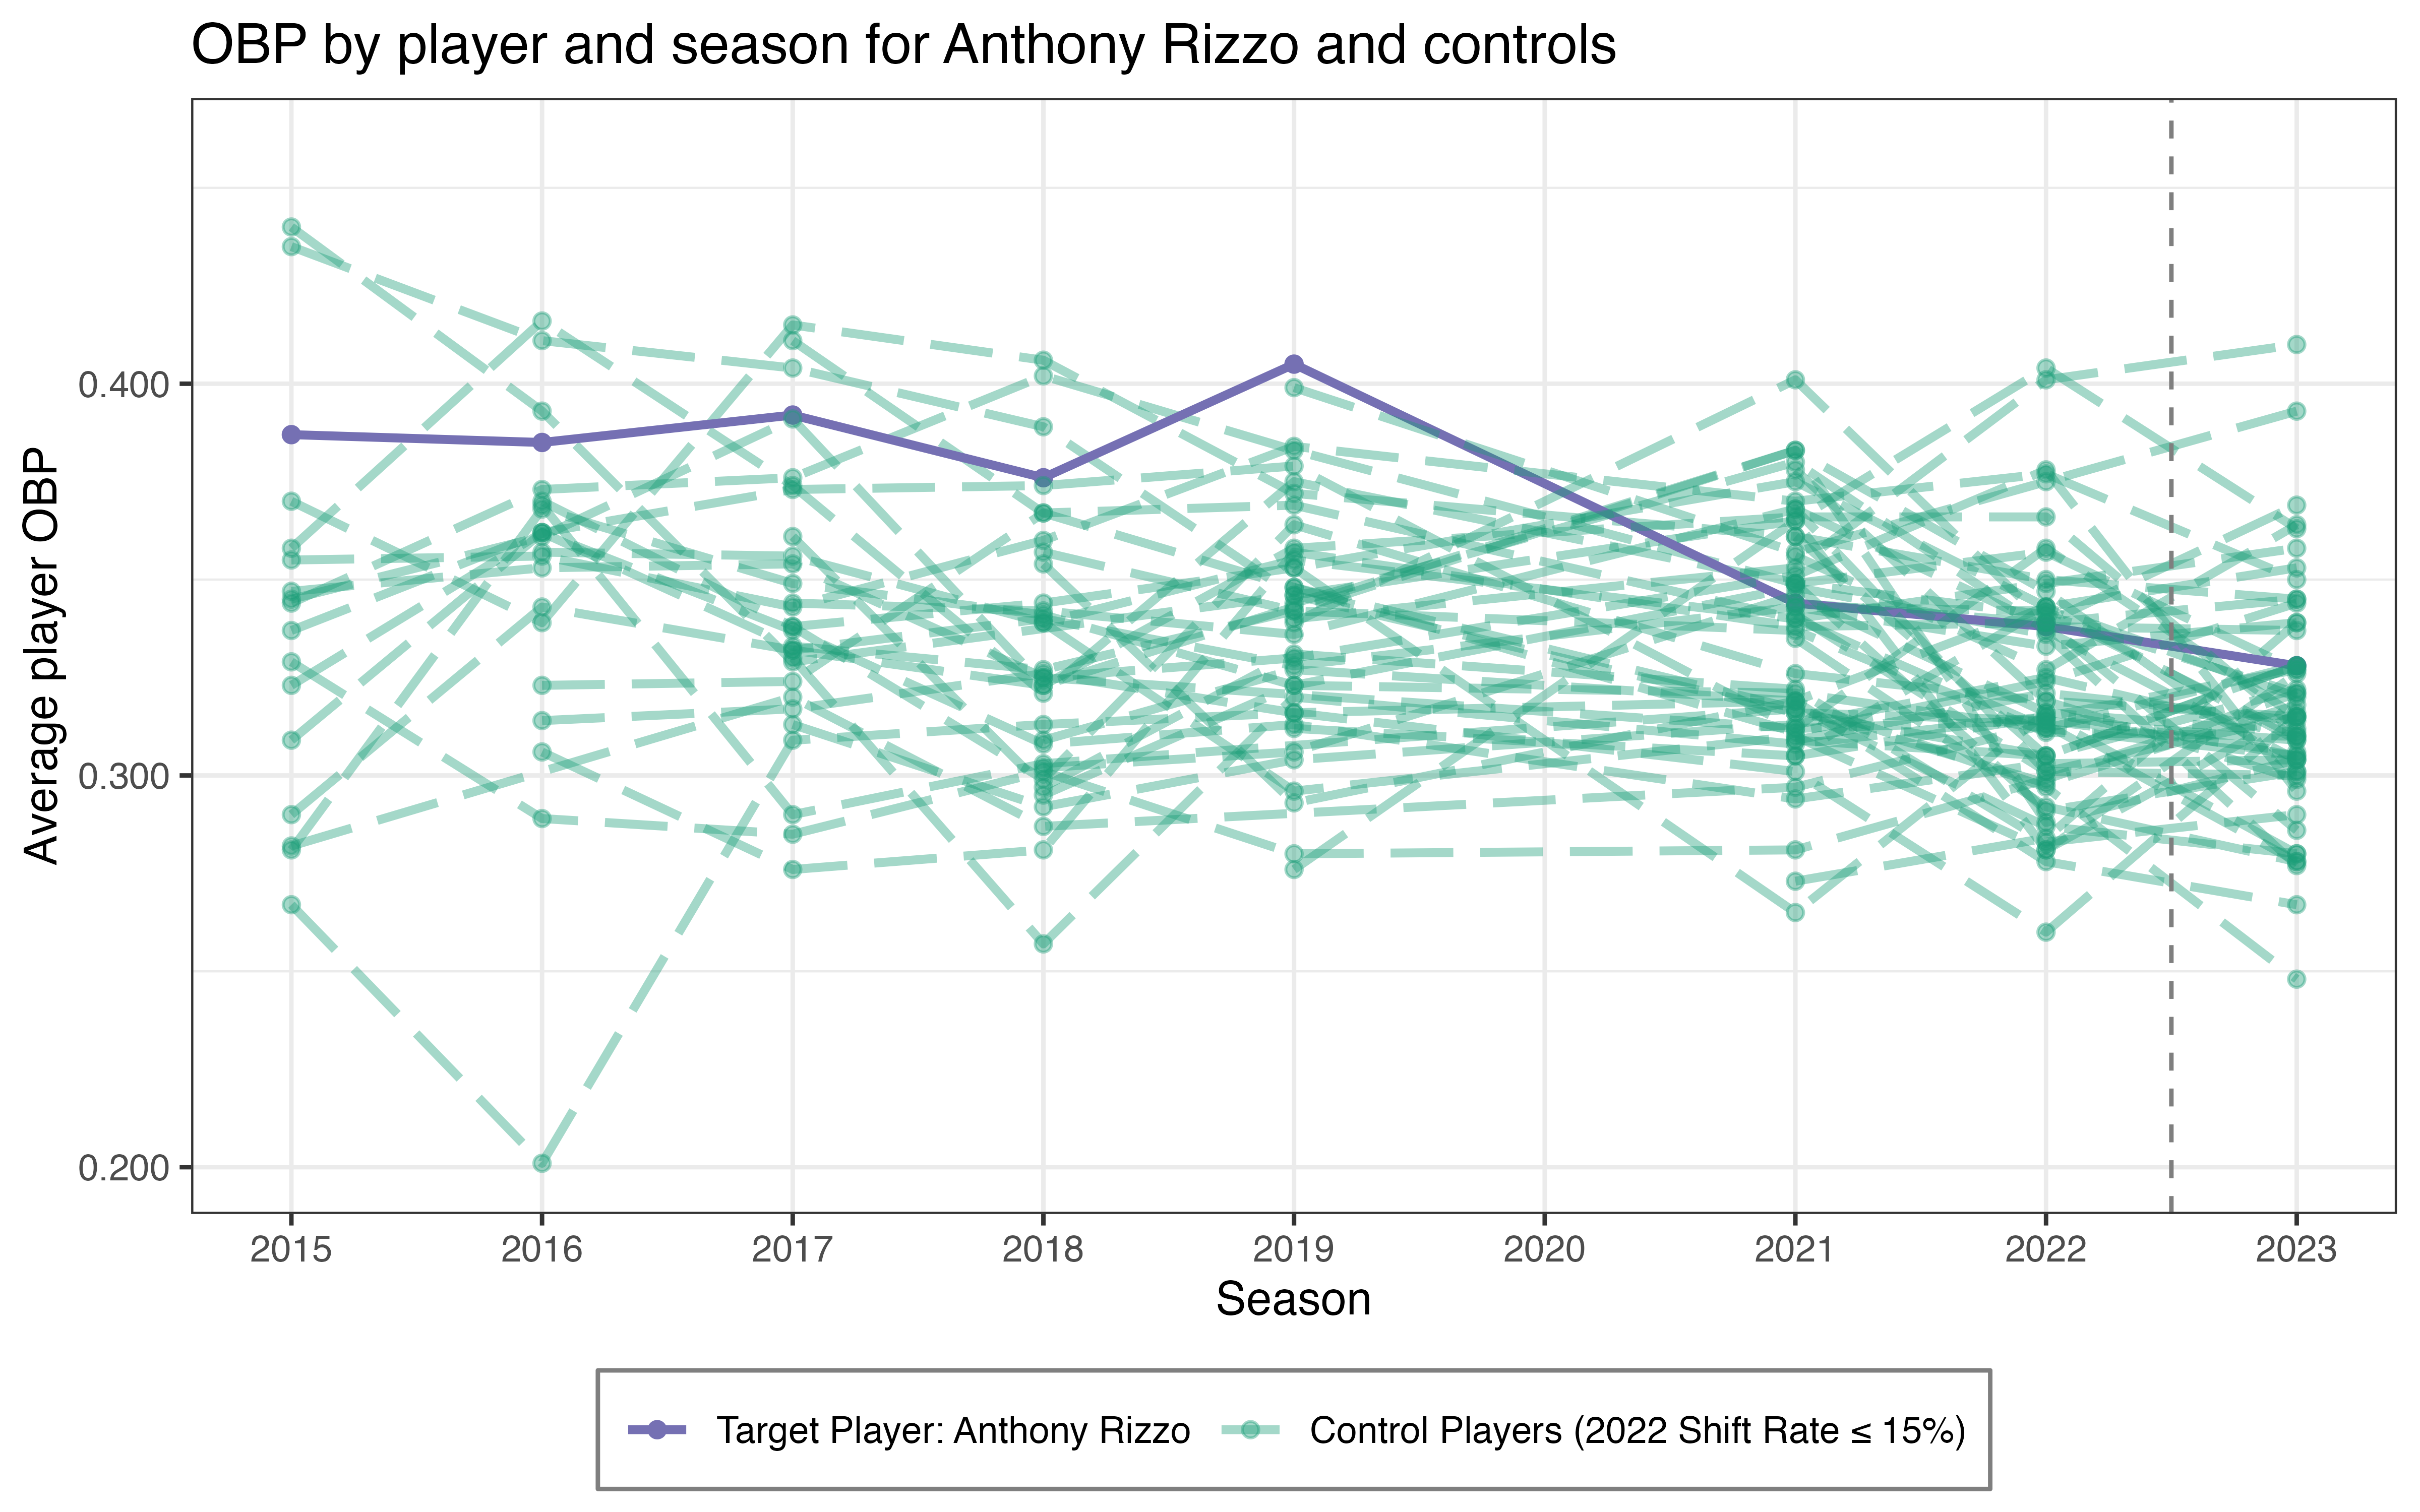 OBP by player and season for Anthony Rizzo and controls
Average player OBP
0.400
0.300
0.200
2015 2016 2017 2018 2019 2020 2021 2022 2023
Season
Target Player: Anthony Rizzo Control Players (2022 Shift Rate ≤ 15%)